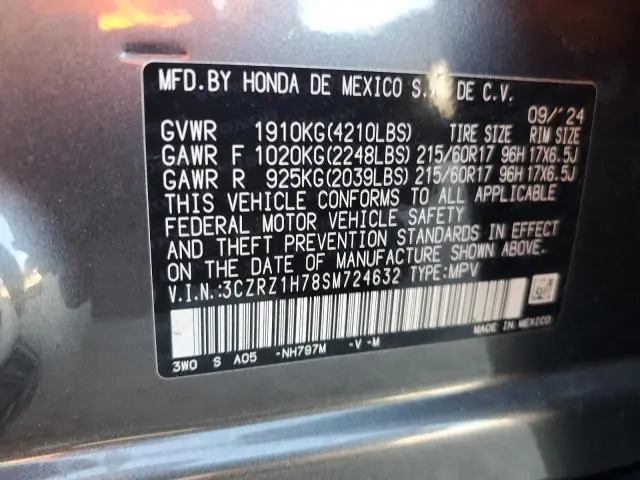 MFD.BY HONDA DE MEXICO S. DE C.V.
09/'24
GVWR 1910KG(4210LBS) TIRE SIZE RIM SIZE
GAWR F 1020KG(2248LBS) 215/60R17 96H 17X6.5J
GAWR R 925KG(2039LBS) 215/60R17 96H 17X6.5J
THIS VEHICLE CONFORMS TO ALL APPLICABLE
FEDERAL MOTOR VEHICLE SAFETY
AND THEFT PREVENTION STANDARDS IN EFFECT
ON THE DATE OF MANUFACTURE SHOWN ABOVE.
V.I.N.:3CZRZ1H78SM724632 TYPE:MPV
MADE IN MEXICO
3W0 S A05 -NH797M -V -M